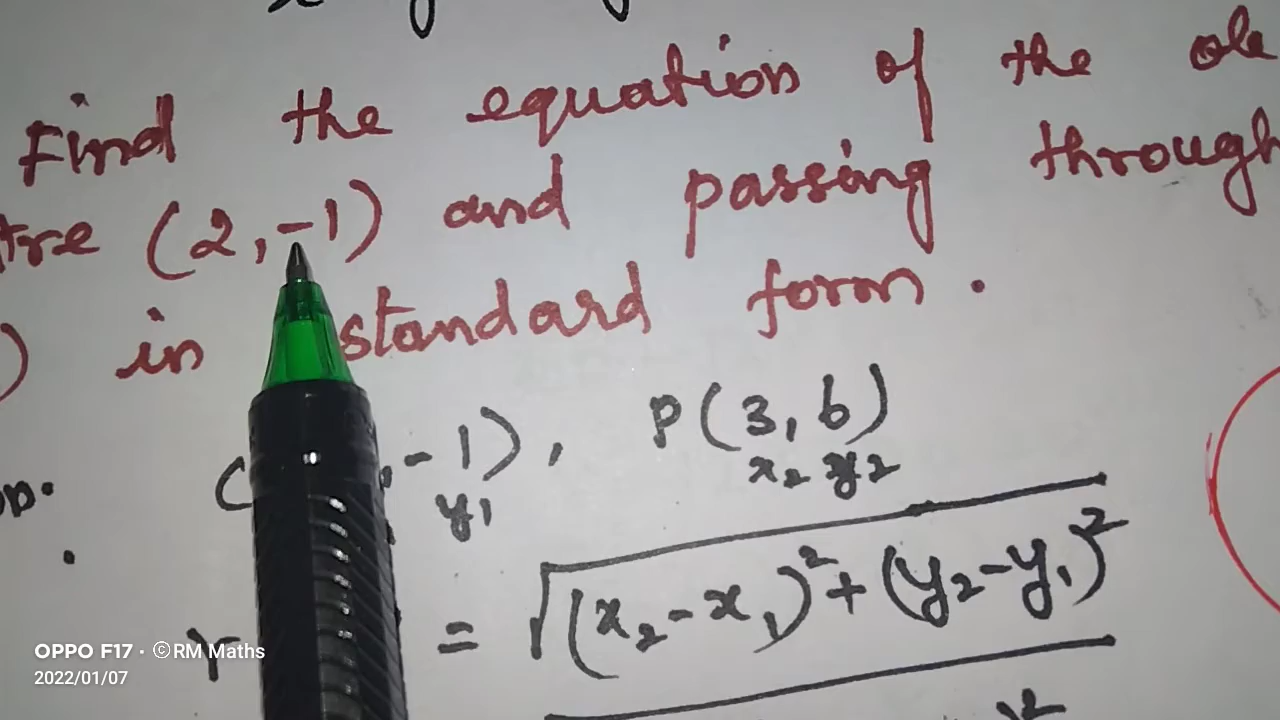 Find the equation of the ole
tre (2,-1) and passing through
) in standard form.
(,-1), P(3,6)
y₁ x₂ y₂
r = √(x₂-x₁)²+(y₂-y₁)²
OPPO F17 · ©RM Maths
2022/01/07